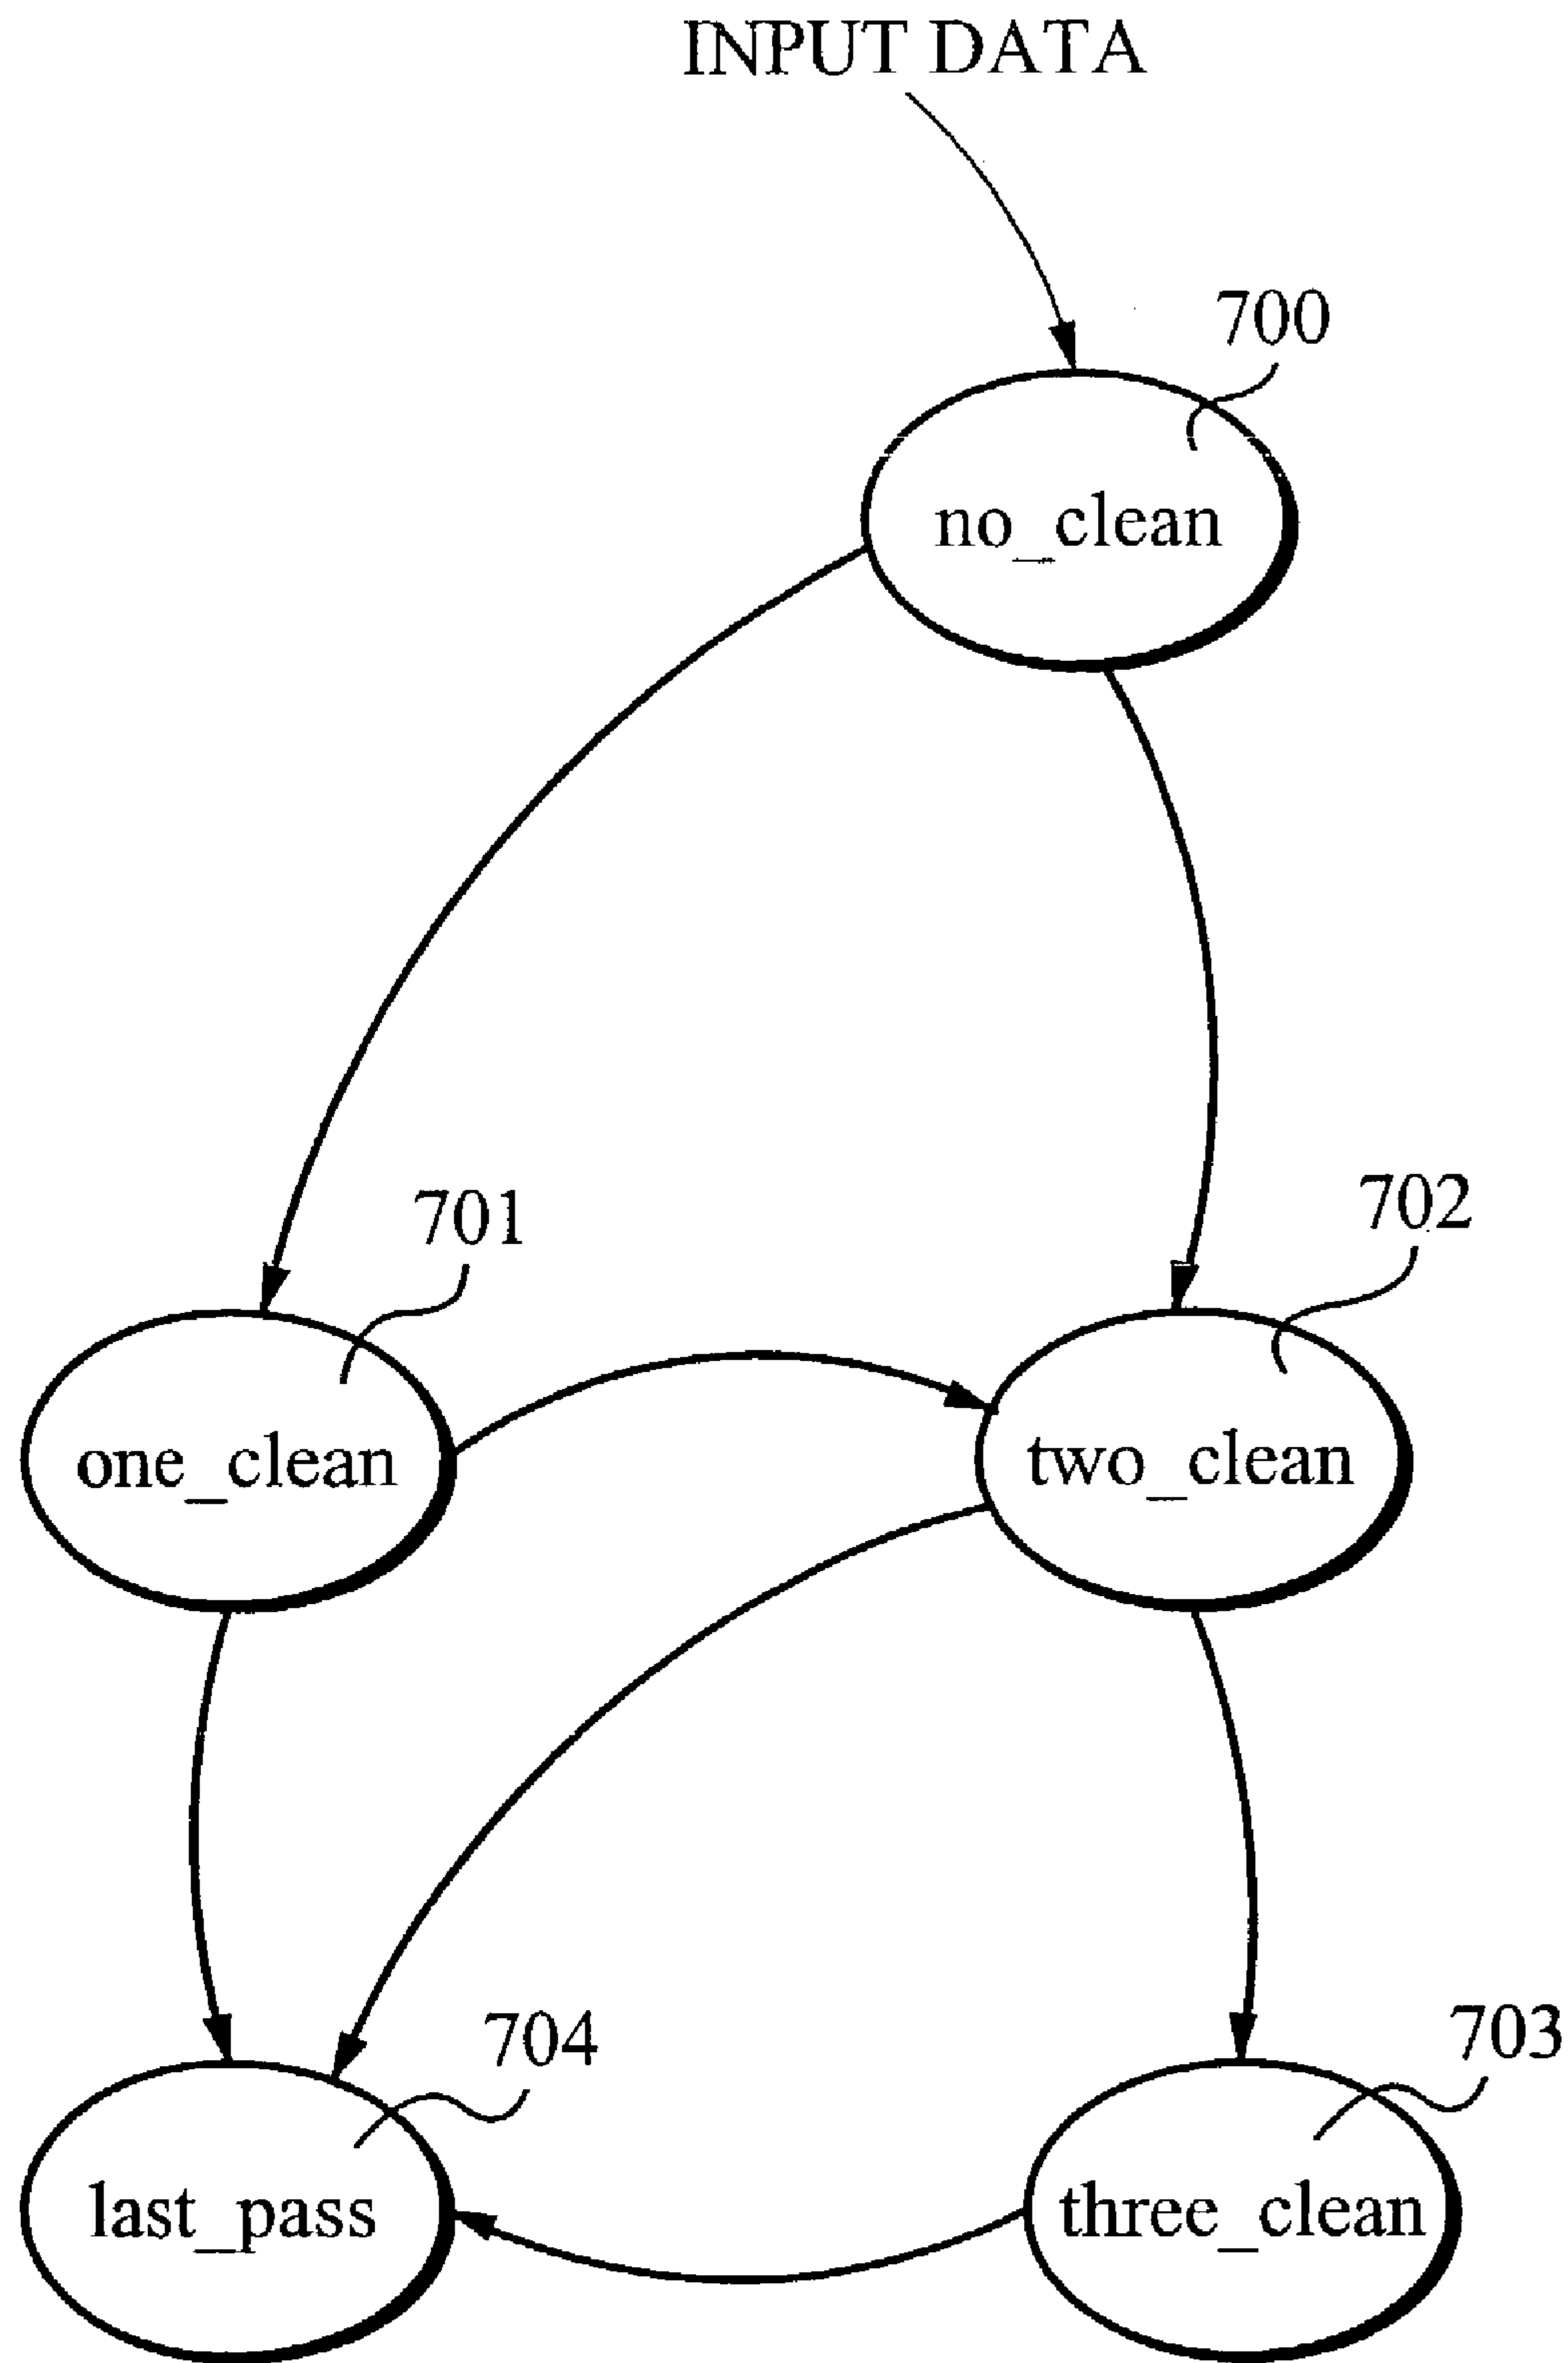 INPUT DATA
700
no_clean
701
702
one_clean
two_clean
704
703
last_pass
three_clean